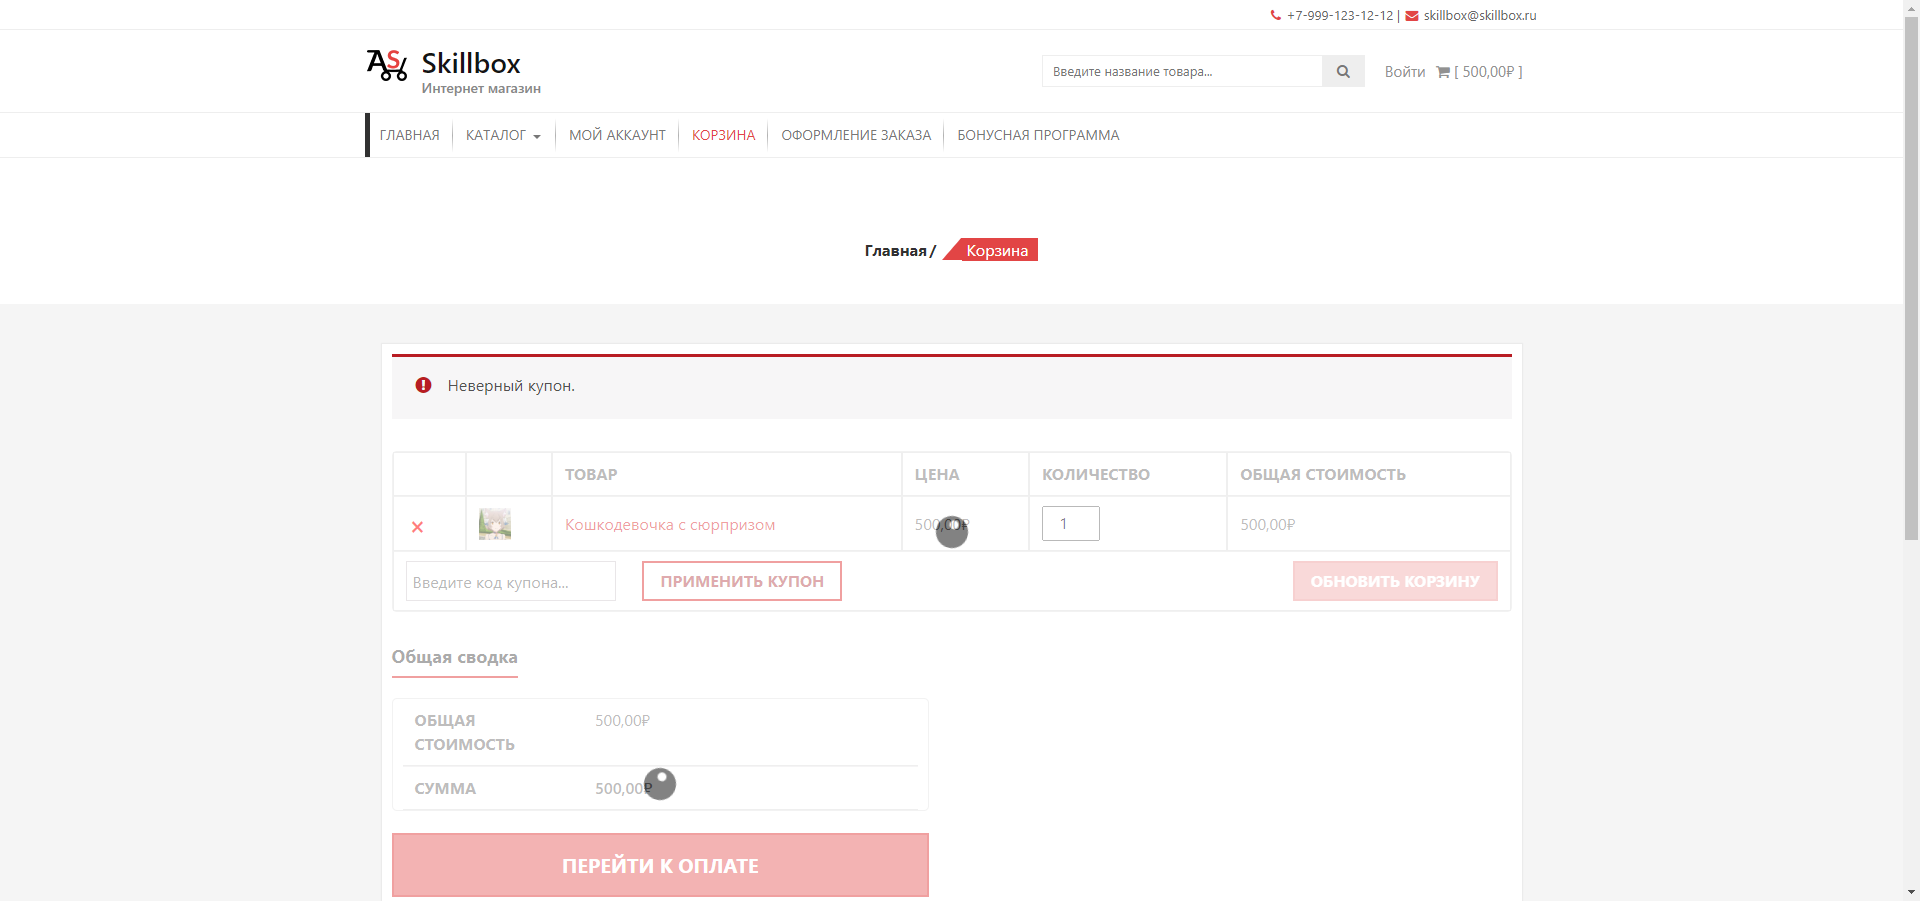 +7-999-123-12-12 | skillbox@skillbox.ru
AS
Skillbox
Интернет магазин
Введите название товара...
Войти [ 500,00₽ ]
ГЛАВНАЯ КАТАЛОГ МОЙ АККАУНТ КОРЗИНА ОФОРМЛЕНИЕ ЗАКАЗА БОНУСНАЯ ПРОГРАММА
Главная / Корзина
Неверный купон.
ТОВАР ЦЕНА КОЛИЧЕСТВО ОБЩАЯ СТОИМОСТЬ
× Кошкодевочка с сюрпризом 500,00₽ 1 500,00₽
Введите код купона... ПРИМЕНИТЬ КУПОН ОБНОВИТЬ КОРЗИНУ
Общая сводка
ОБЩАЯ СТОИМОСТЬ 500,00₽
СУММА 500,00₽
ПЕРЕЙТИ К ОПЛАТЕ